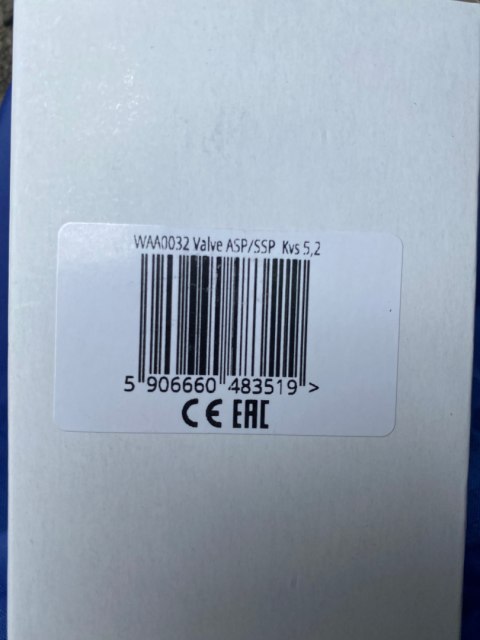 WAA0032 Valve ASP/SSP Kvs 5,2
5 906660 483519 >
CE EAC